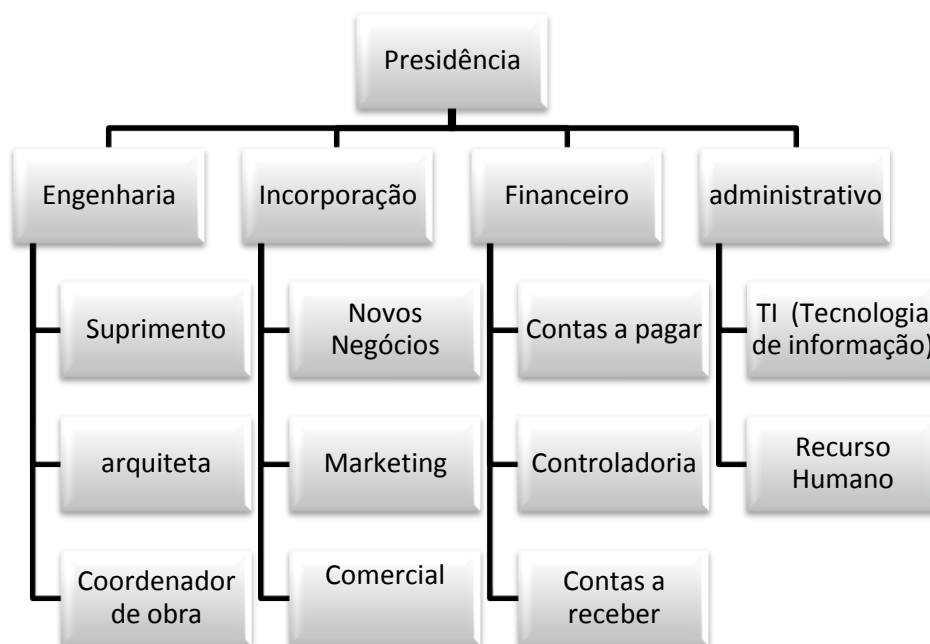 Presidência
Engenharia
Incorporação
Financeiro
administrativo
Suprimento
Novos
Negócios
Contas a pagar
TI (Tecnologia
de informação)
arquiteta
Marketing
Controladoria
Recurso
Humano
Coordenador
de obra
Comercial
Contas a
receber